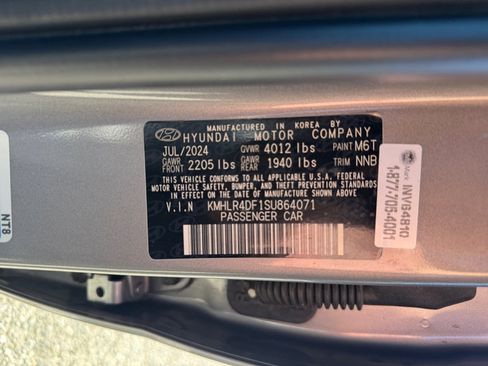 MANUFACTURED IN KOREA BY
HYUNDAI MOTOR COMPANY
JUL/2024 GVWR 4012 lbs PAINT M6T
GAWR FRONT 2205 lbs GAWR REAR 1940 lbs TRIM NNB
THIS VEHICLE CONFORMS TO ALL APPLICABLE U.S.A. FEDERAL
MOTOR VEHICLE SAFETY, BUMPER, AND THEFT PREVENTION
STANDARDS IN EFFECT ON THE DATE OF MANUFACTURE SHOWN ABOVE.
V.I.N KMHLR4DF1SU864071
PASSENGER CAR
INV64810
1-877-705-4001
NT8